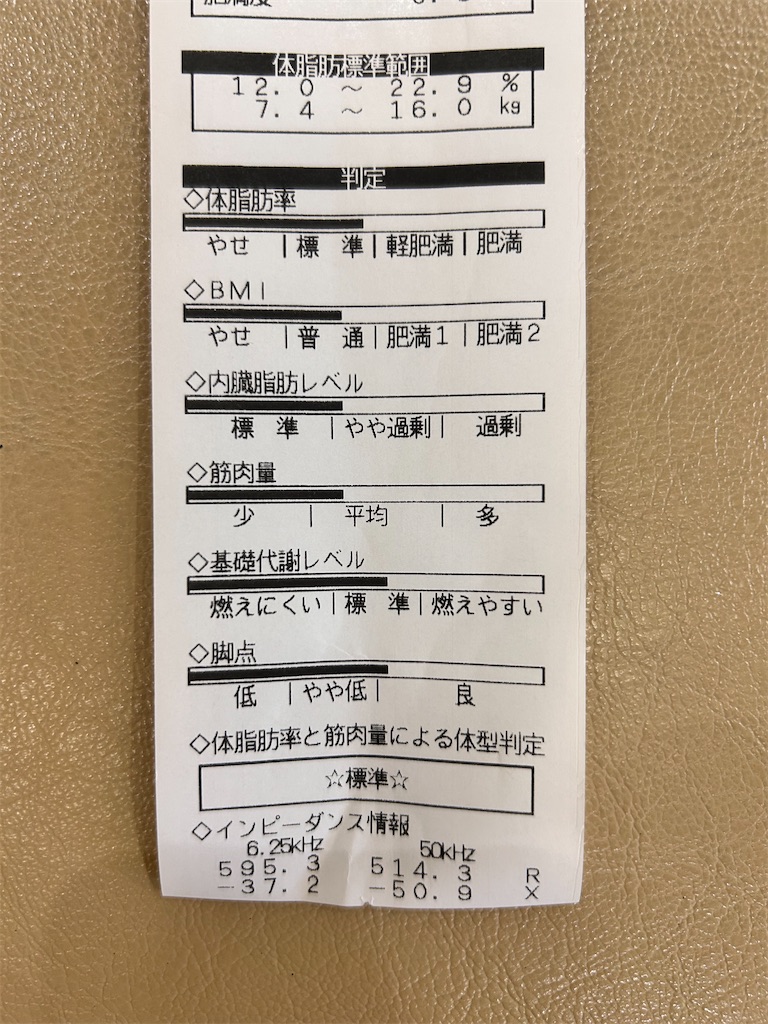 体脂肪標準範囲
12.0 ～ 22.9 %
7.4 ～ 16.0 kg
判定
◇体脂肪率
やせ |標 準|軽肥満|肥満
◇BMI
やせ |普 通|肥満1|肥満2
◇内臓脂肪レベル
標 準 |やや過剰| 過剰
◇筋肉量
少 | 平均 | 多
◇基礎代謝レベル
燃えにくい|標 準|燃えやすい
◇脚点
低 |やや低| 良
◇体脂肪率と筋肉量による体型判定
☆標準☆
◇インピーダンス情報
6.25kHz 50kHz
595.3 514.3 R
-37.2 -50.9 X